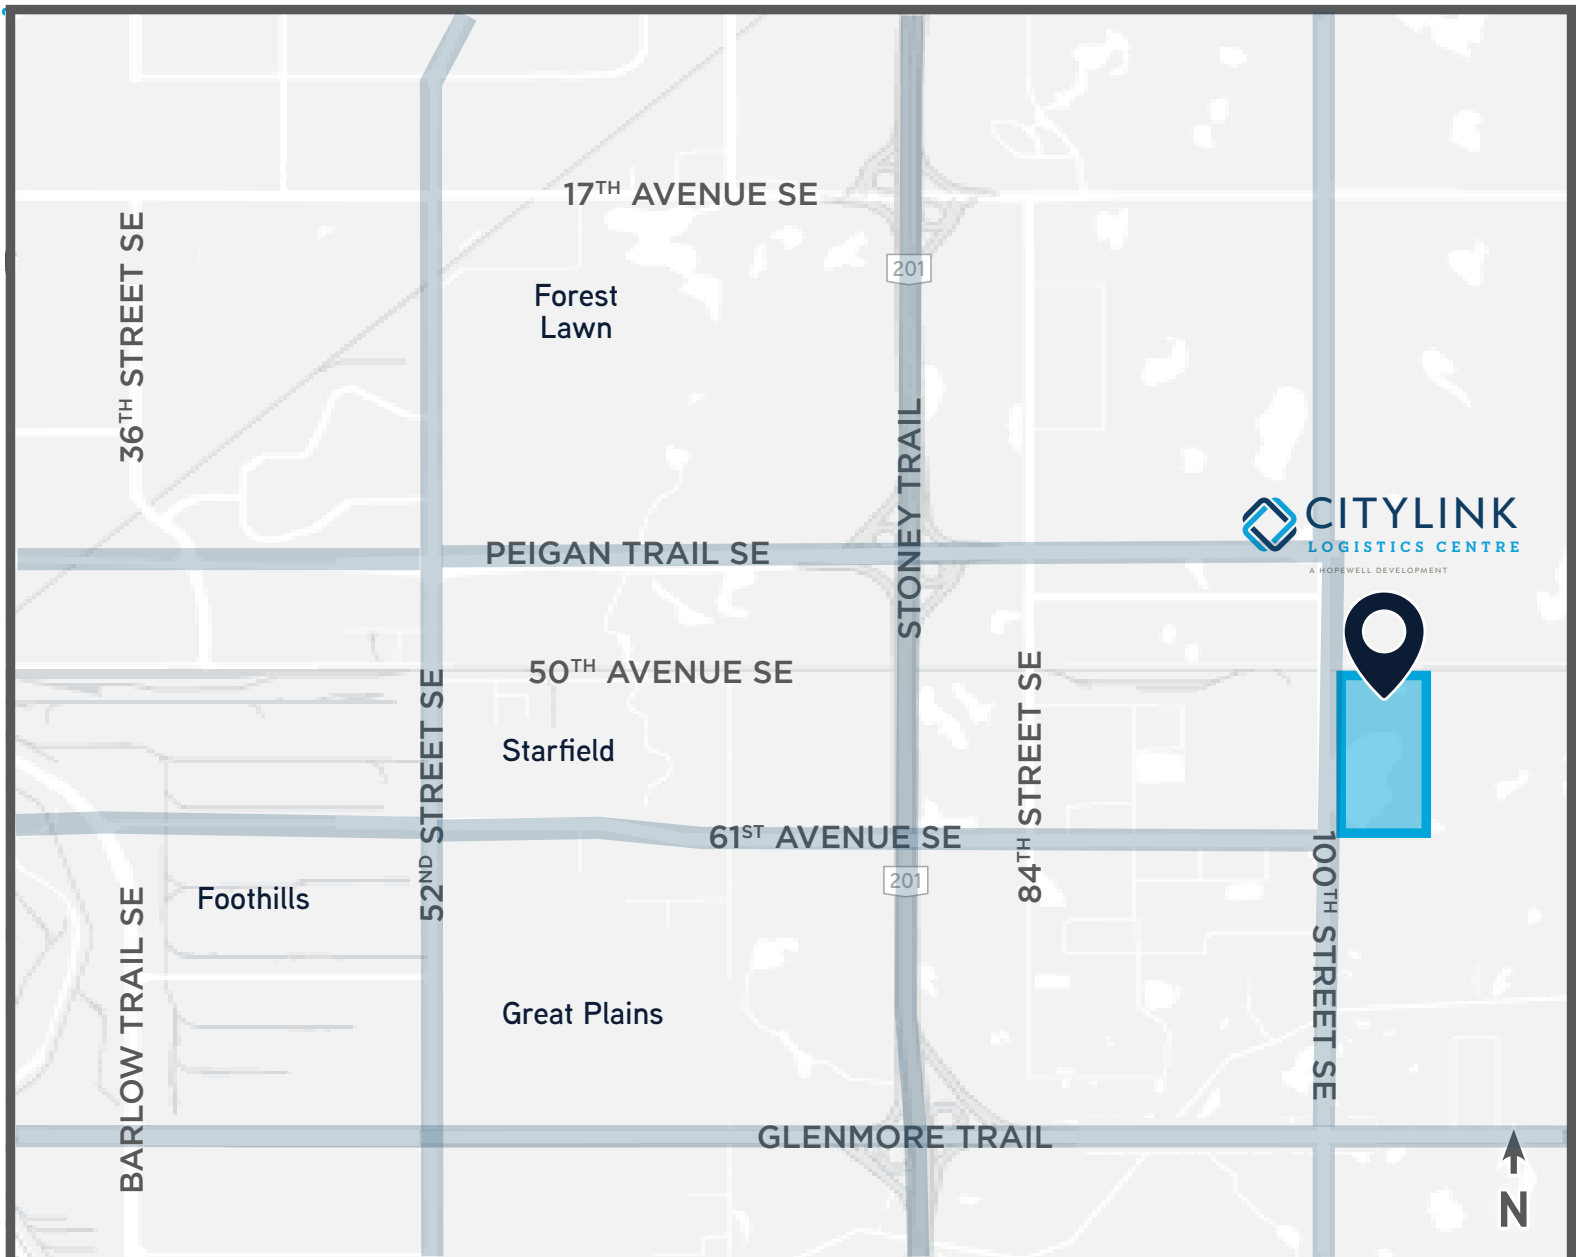 17TH AVENUE SE
36TH STREET SE
201
Forest
Lawn
STONEY TRAIL
CITYLINK
LOGISTICS CENTRE
A HOPEWELL DEVELOPMENT
PEIGAN TRAIL SE
50TH AVENUE SE
52ND STREET SE
84TH STREET SE
Starfield
61ST AVENUE SE
100TH STREET SE
201
Foothills
BARLOW TRAIL SE
Great Plains
GLENMORE TRAIL
N